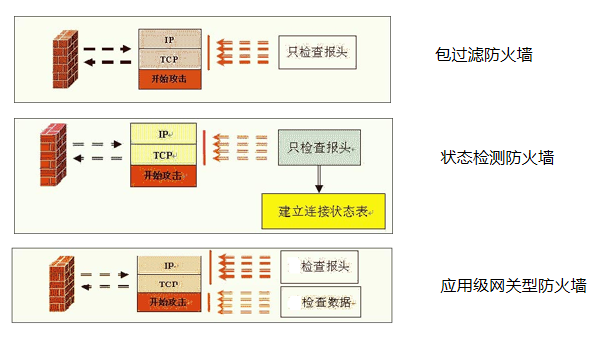 IP
TCP
开始攻击
只检查报头
包过滤防火墙
IP
TCP
开始攻击
只检查报头
建立连接状态表
状态检测防火墙
IP
TCP
开始攻击
检查报头
检查数据
应用级网关型防火墙